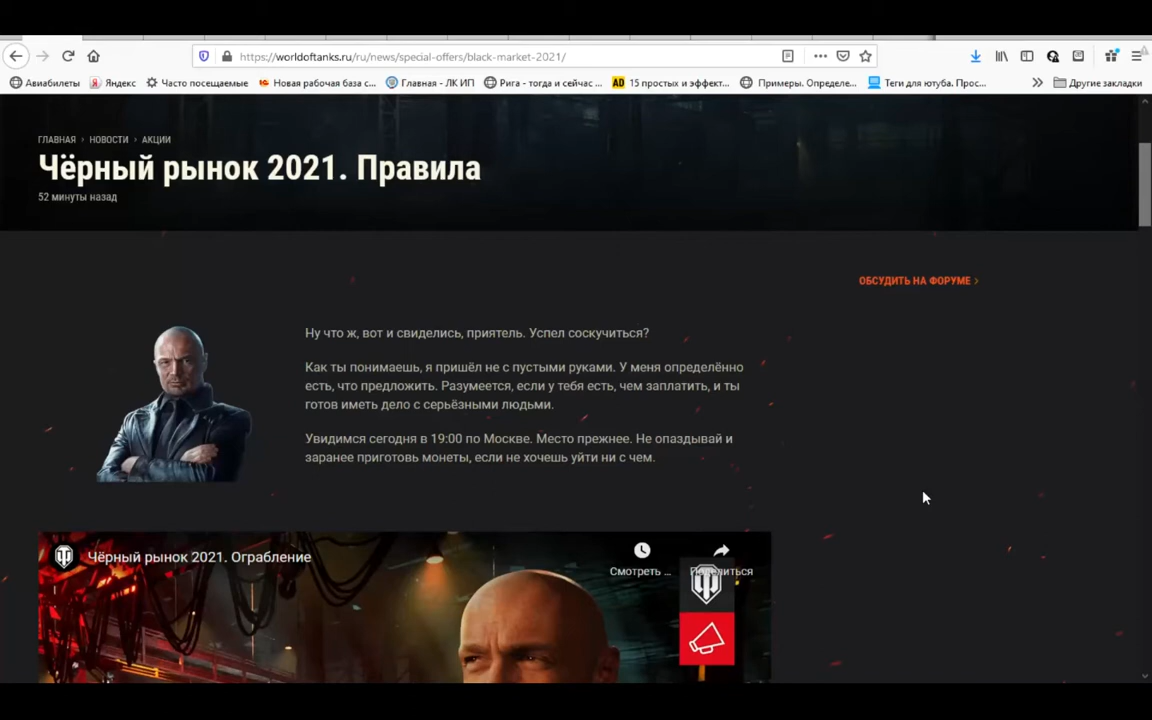 https://worldoftanks.ru/ru/news/special-offers/black-market-2021/
Авиабилеты
Яндекс
Часто посещаемые
Новая рабочая база с...
Главная - ЛК ИП
Рига - тогда и сейчас ...
AD 15 простых и эффект...
Примеры. Определе...
Теги для ютуба. Прос...
Другие закладки
ГЛАВНАЯ › НОВОСТИ › АКЦИИ
Чёрный рынок 2021. Правила
52 минуты назад
ОБСУДИТЬ НА ФОРУМЕ ›
Ну что ж, вот и свиделись, приятель. Успел соскучиться?
Как ты понимаешь, я пришёл не с пустыми руками. У меня определённо
есть, что предложить. Разумеется, если у тебя есть, чем заплатить, и ты
готов иметь дело с серьёзными людьми.
Увидимся сегодня в 19:00 по Москве. Место прежнее. Не опаздывай и
заранее приготовь монеты, если не хочешь уйти ни с чем.
Чёрный рынок 2021. Ограбление
Смотреть ...
Поделиться